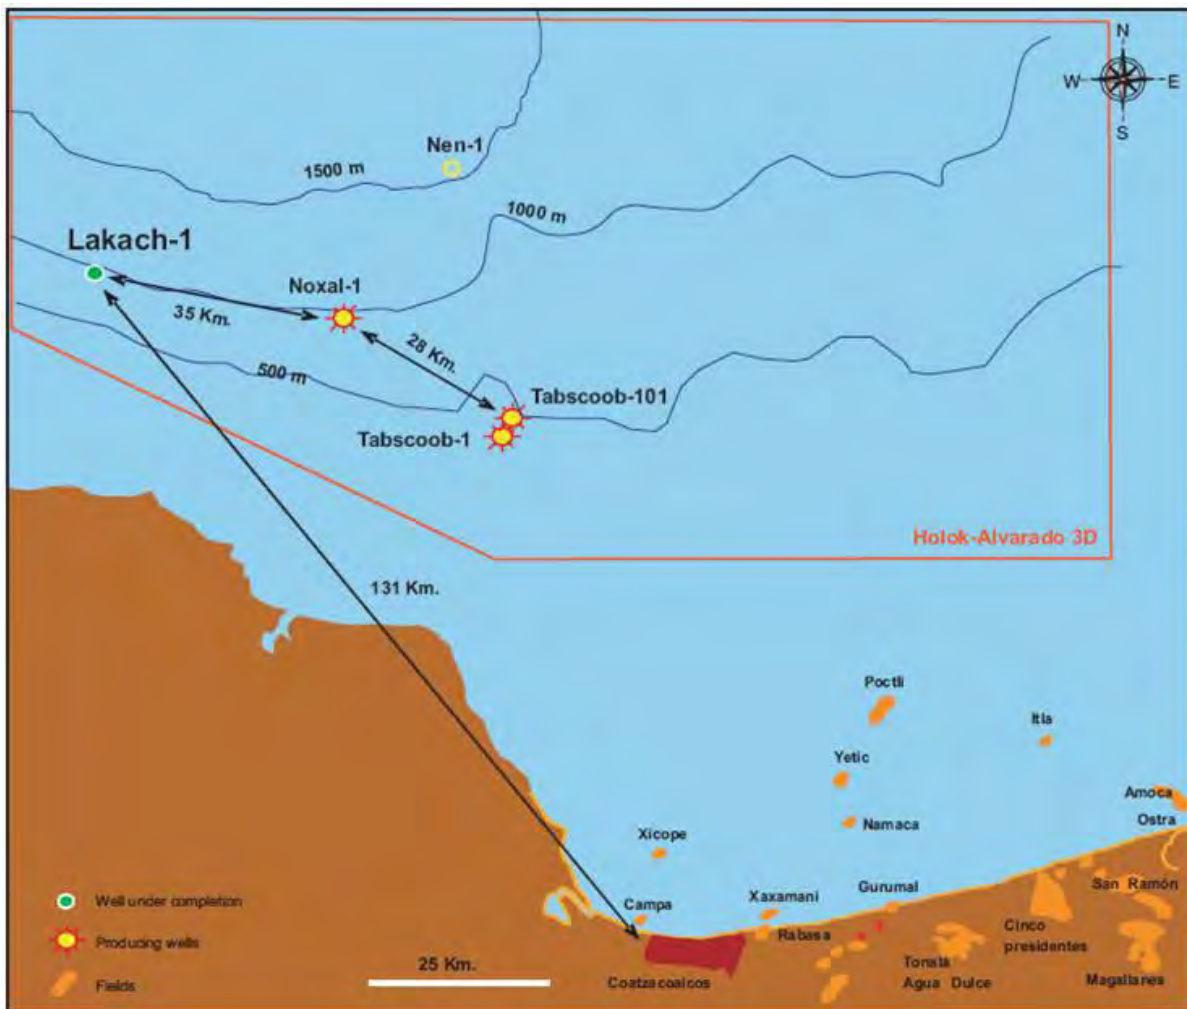 N
W E
S
Nen-1
1500 m
1000 m
Lakach-1
Noxal-1
35 Km.
28 Km.
500 m
Tabscoob-101
Tabscoob-1
Holok-Alvarado 3D
131 Km.
Poctli
Itla
Yetic
Amoca
Ostra
Namaca
Xicope
Gurumal
San Ramón
Xaxamani
Campa
Well under completion
Cinco
presidentes
Rabasa
Producing wells
Tonalá
Agua Dulce
25 Km.
Coatzacoalcos
Magallanes
Fields